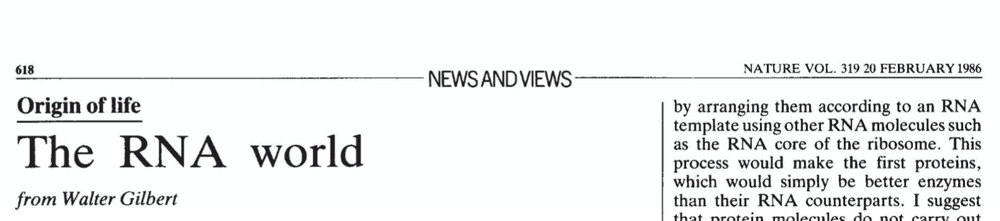 618
NEWS AND VIEWS
NATURE VOL. 319 20 FEBRUARY 1986
Origin of life
The RNA world
from Walter Gilbert
by arranging them according to an RNA
template using other RNA molecules such
as the RNA core of the ribosome. This
process would make the first proteins,
which would simply be better enzymes
than their RNA counterparts. I suggest
that protein molecules do not carry out